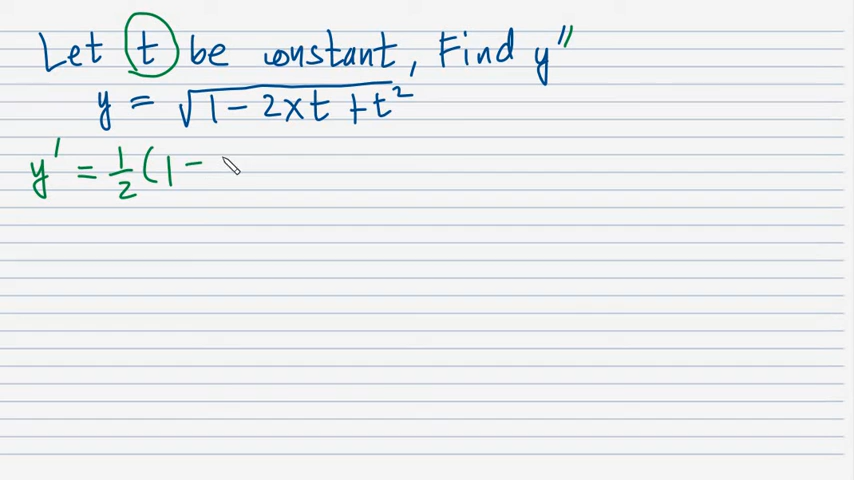 Let t be constant, Find y''
y = √1 - 2xt + t²
y' = 1/2 (1 -